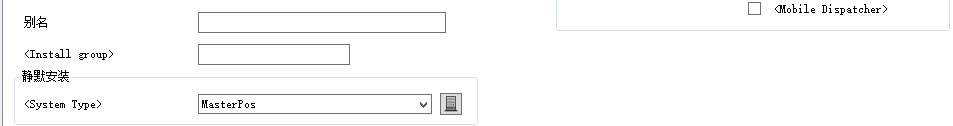 别名
<Install group>
静默安装
<System Type>
MasterPos
<Mobile Dispatcher>